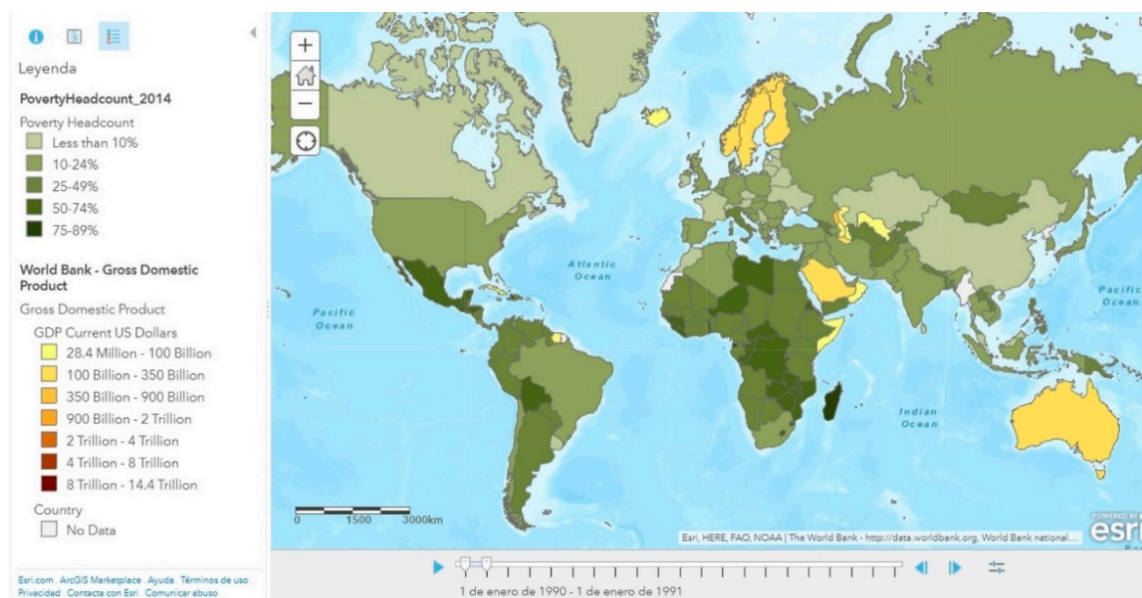 Leyenda
PovertyHeadcount_2014
Poverty Headcount
Less than 10%
10-24%
25-49%
50-74%
75-89%
World Bank - Gross Domestic
Product
Gross Domestic Product
GDP Current US Dollars
28.4 Million - 100 Billion
100 Billion - 350 Billion
350 Billion - 900 Billion
900 Billion - 2 Trillion
2 Trillion - 4 Trillion
4 Trillion - 8 Trillion
8 Trillion - 14.4 Trillion
Country
No Data
Esri.com . ArcGIS Marketplace . Ayuda . Términos de uso .
Privacidad . Contacta con Esri . Comunicar abuso
Atlantic
Ocean
Pacific
Ocean
Pacific
Ocean
Indian
Ocean
0 1500 3000km
Esri, HERE, FAO, NOAA | The World Bank - http://data.worldbank.org, World Bank national...
POWERED BY
esri
1 de enero de 1990 - 1 de enero de 1991